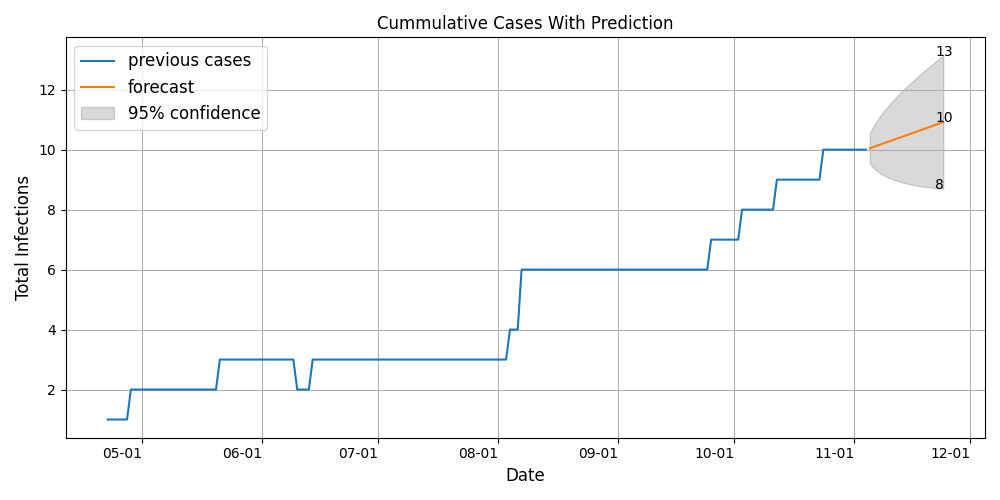 Cummulative Cases With Prediction
previous cases
forecast
95% confidence
13
10
8
Total Infections
12
10
8
6
4
2
05-01
06-01
07-01
08-01
09-01
10-01
11-01
12-01
Date